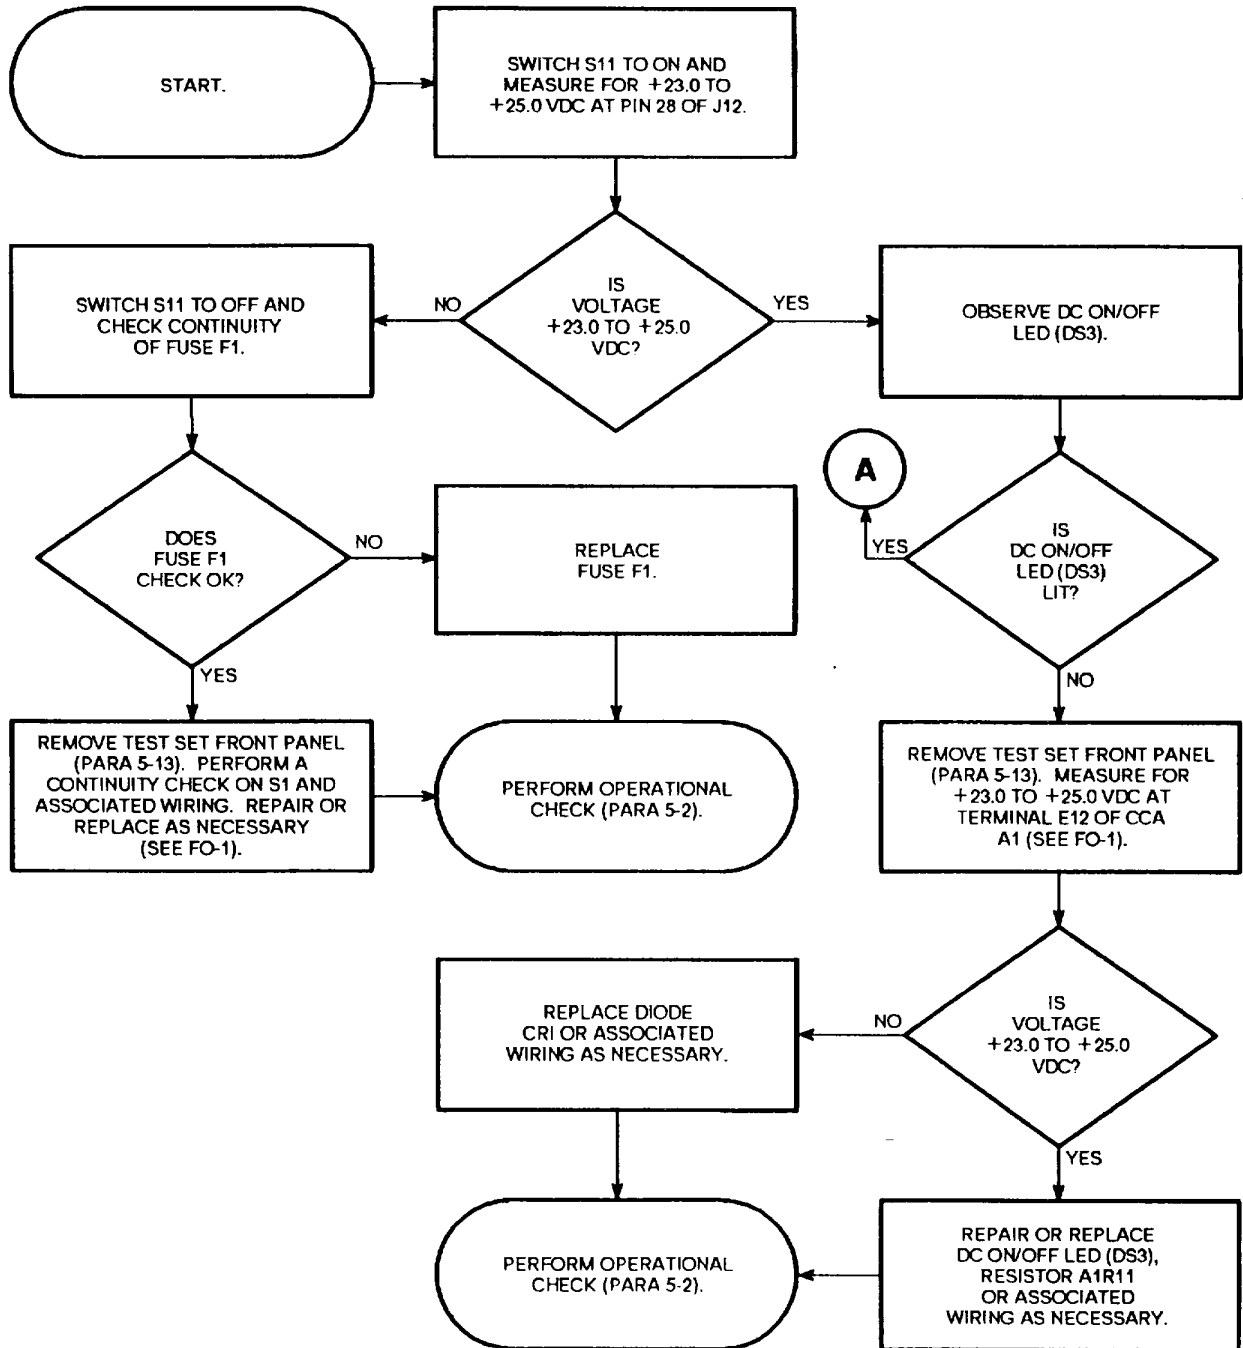 START.
SWITCH S11 TO ON AND
MEASURE FOR +23.0 TO
+25.0 VDC AT PIN 28 OF J12.
IS
VOLTAGE
+23.0 TO +25.0
VDC?
NO
YES
SWITCH S11 TO OFF AND
CHECK CONTINUITY
OF FUSE F1.
OBSERVE DC ON/OFF
LED (DS3).
DOES
FUSE F1
CHECK OK?
NO
YES
REPLACE
FUSE F1.
A
YES
IS
DC ON/OFF
LED (DS3)
LIT?
NO
REMOVE TEST SET FRONT PANEL
(PARA 5-13). PERFORM A
CONTINUITY CHECK ON S1 AND
ASSOCIATED WIRING. REPAIR OR
REPLACE AS NECESSARY
(SEE FO-1).
PERFORM OPERATIONAL
CHECK (PARA 5-2).
REMOVE TEST SET FRONT PANEL
(PARA 5-13). MEASURE FOR
+23.0 TO +25.0 VDC AT
TERMINAL E12 OF CCA
A1 (SEE FO-1).
REPLACE DIODE
CRI OR ASSOCIATED
WIRING AS NECESSARY.
NO
IS
VOLTAGE
+23.0 TO +25.0
VDC?
YES
PERFORM OPERATIONAL
CHECK (PARA 5-2).
REPAIR OR REPLACE
DC ON/OFF LED (DS3),
RESISTOR A1R11
OR ASSOCIATED
WIRING AS NECESSARY.